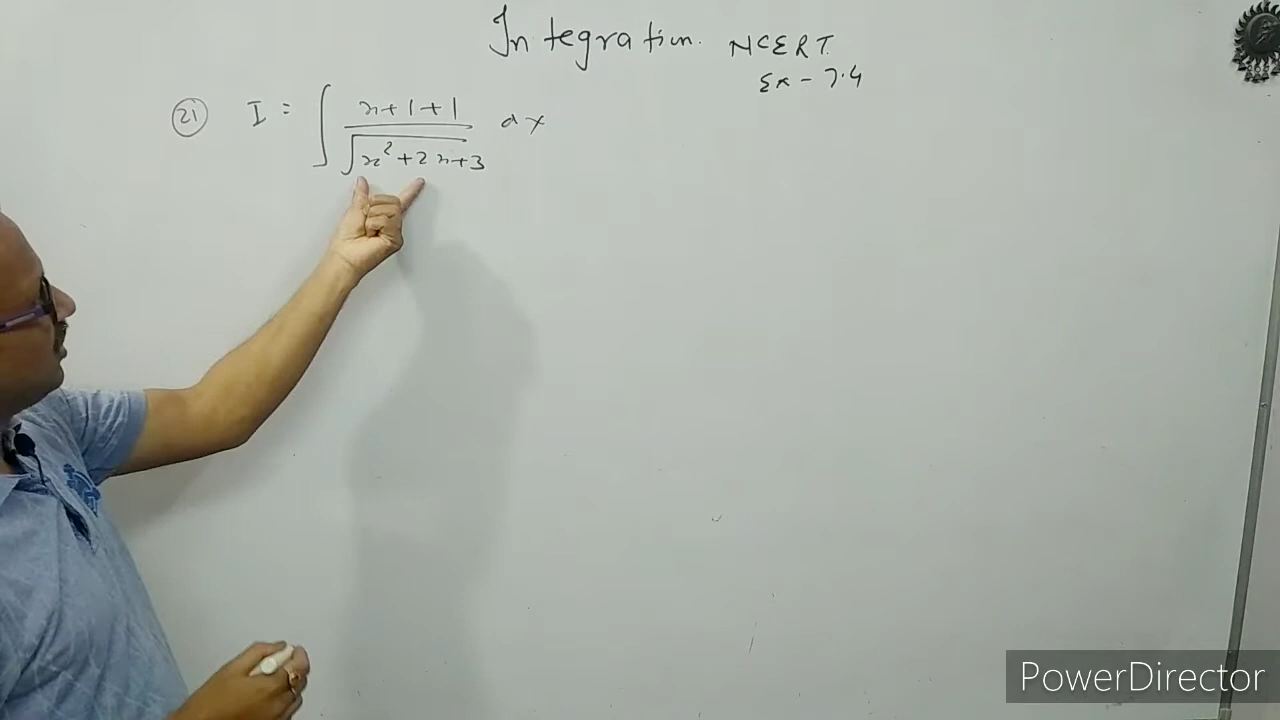 Integration. NCERT
Ex - 7.4
(21) I = ∫ x+1+1 / √x²+2x+3 dx
PowerDirector